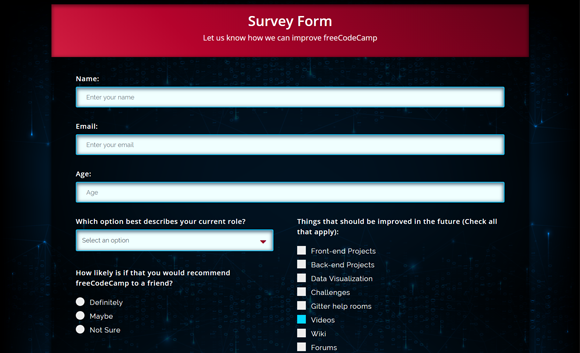 Survey Form
Let us know how we can improve freeCodeCamp
Name:
Enter your name
Email:
Enter your email
Age:
Age
Which option best describes your current role?
Select an option
How likely is if that you would recommend
freeCodeCamp to a friend?
Definitely
Maybe
Not Sure
Things that should be improved in the future (Check all
that apply):
Front-end Projects
Back-end Projects
Data Visualization
Challenges
Gitter help rooms
Videos
Wiki
Forums